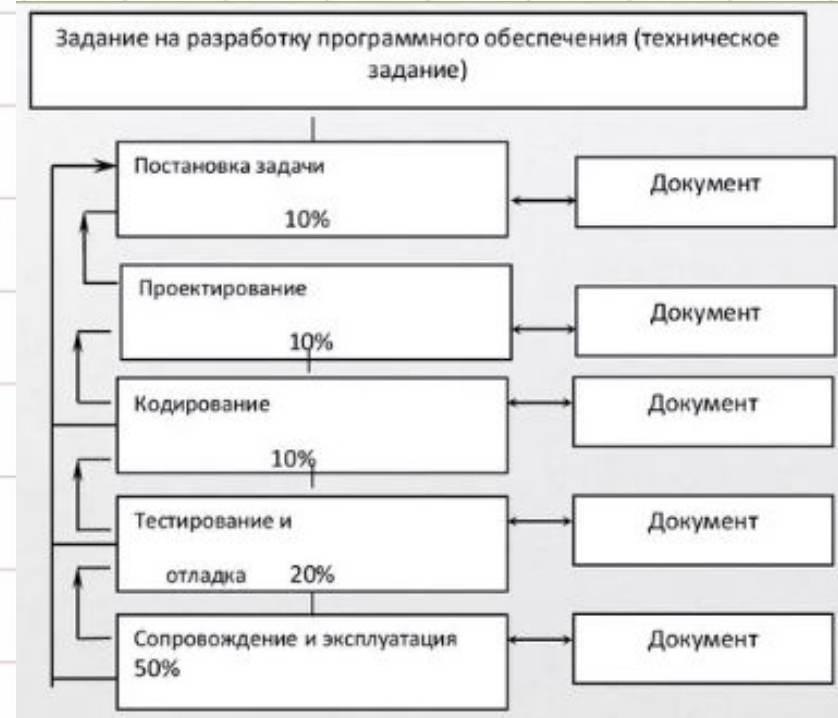 Задание на разработку программного обеспечения (техническое
задание)
Постановка задачи
10%
Документ
Проектирование
10%
Документ
Кодирование
10%
Документ
Тестирование и
отладка 20%
Документ
Сопровождение и эксплуатация
50%
Документ